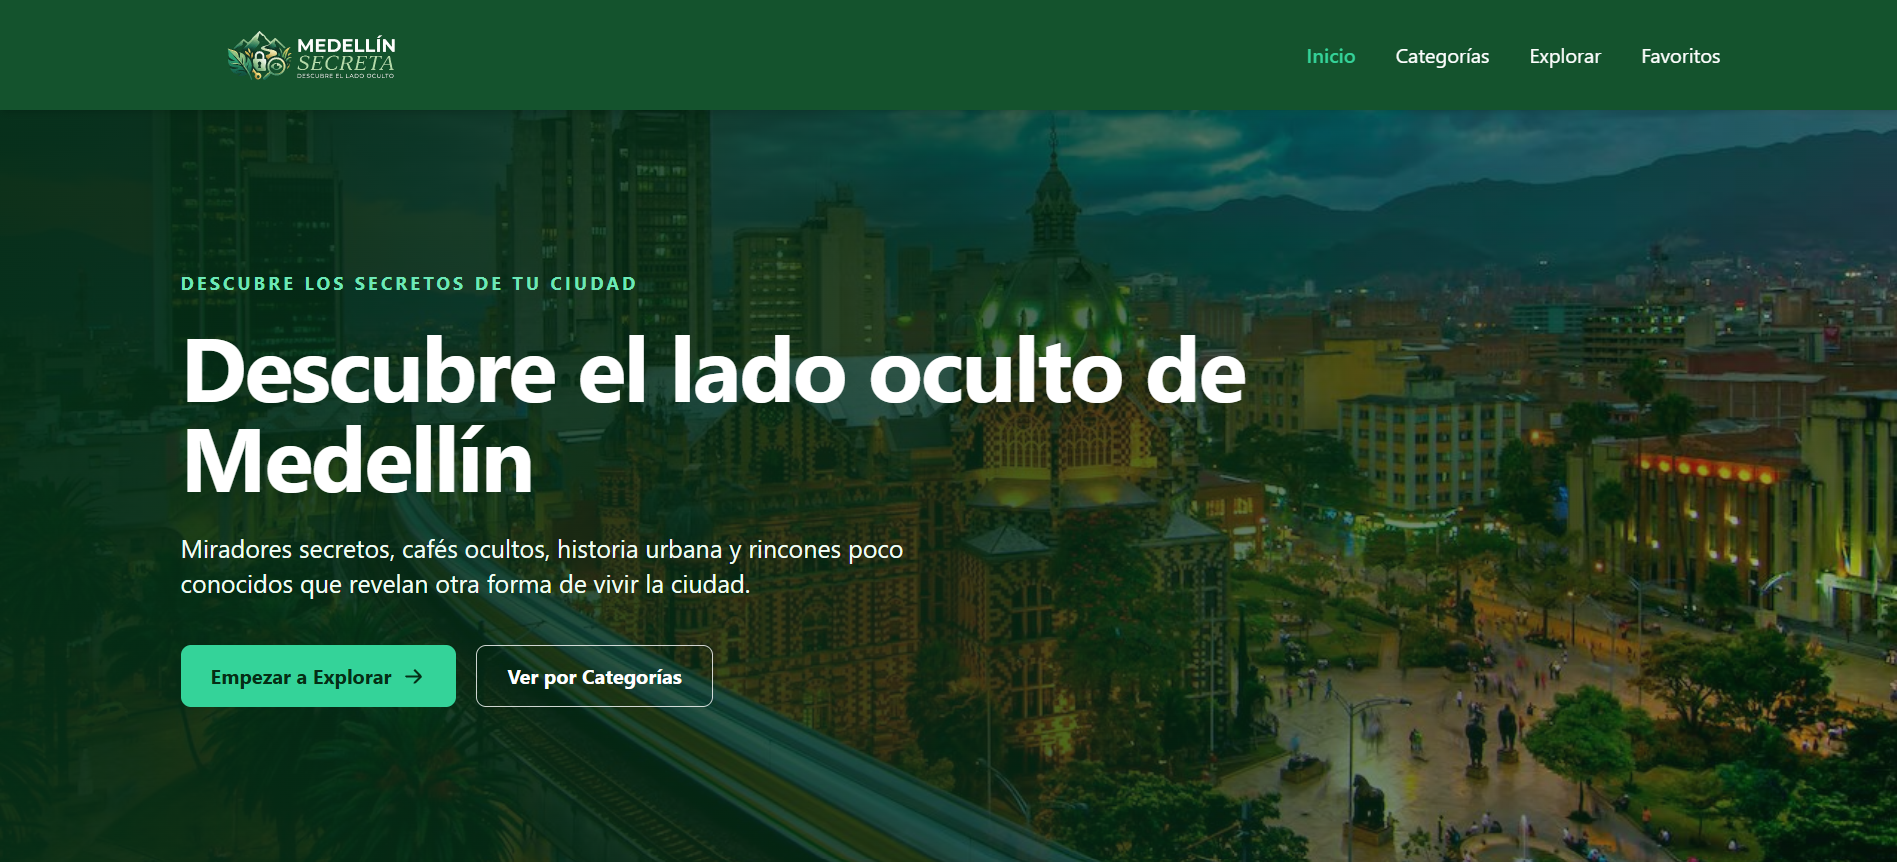 MEDELLÍN
SECRETA
DESCUBRE EL LADO OCULTO
Inicio
Categorías
Explorar
Favoritos
DESCUBRE LOS SECRETOS DE TU CIUDAD
Descubre el lado oculto de
Medellín
Miradores secretos, cafés ocultos, historia urbana y rincones poco
conocidos que revelan otra forma de vivir la ciudad.
Empezar a Explorar →
Ver por Categorías